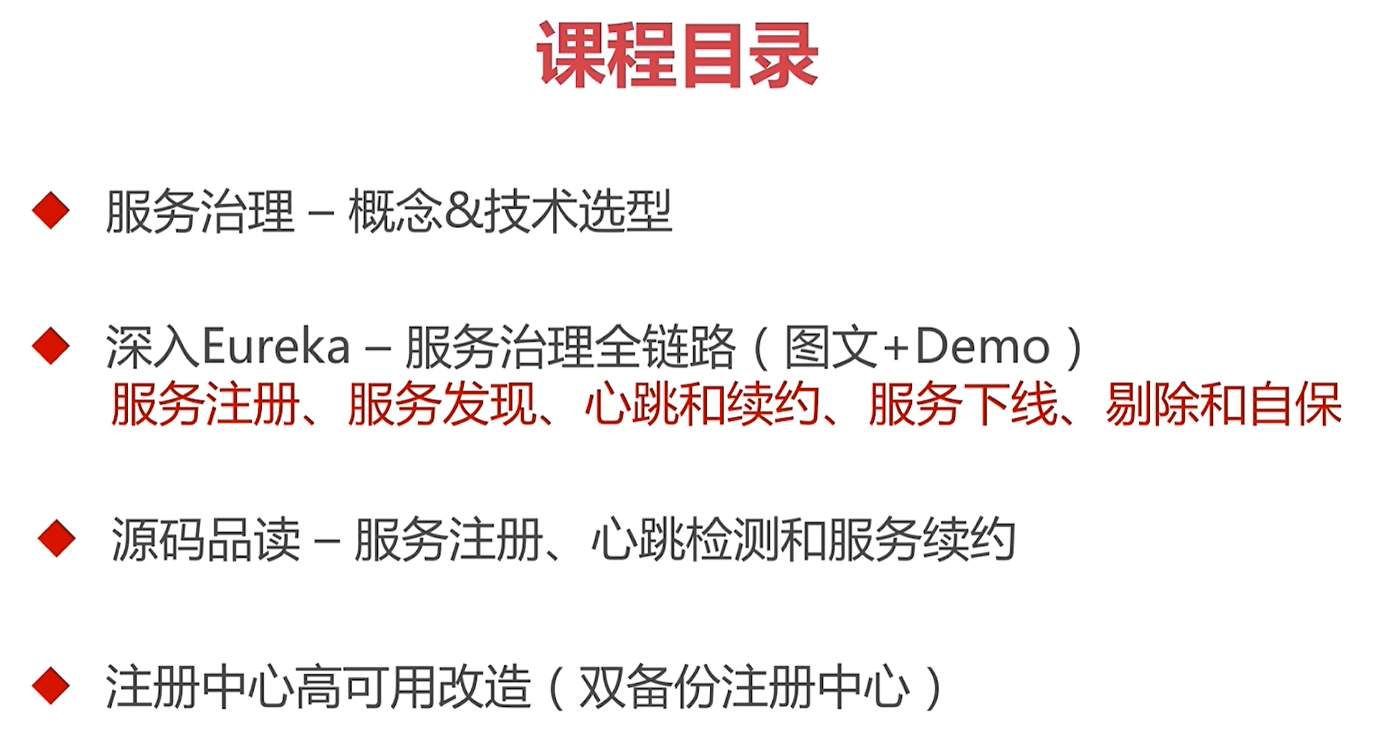 课程目录
服务治理 – 概念&技术选型
深入Eureka – 服务治理全链路（图文+Demo）
服务注册、服务发现、心跳和续约、服务下线、剔除和自保
源码品读 – 服务注册、心跳检测和服务续约
注册中心高可用改造（双备份注册中心）